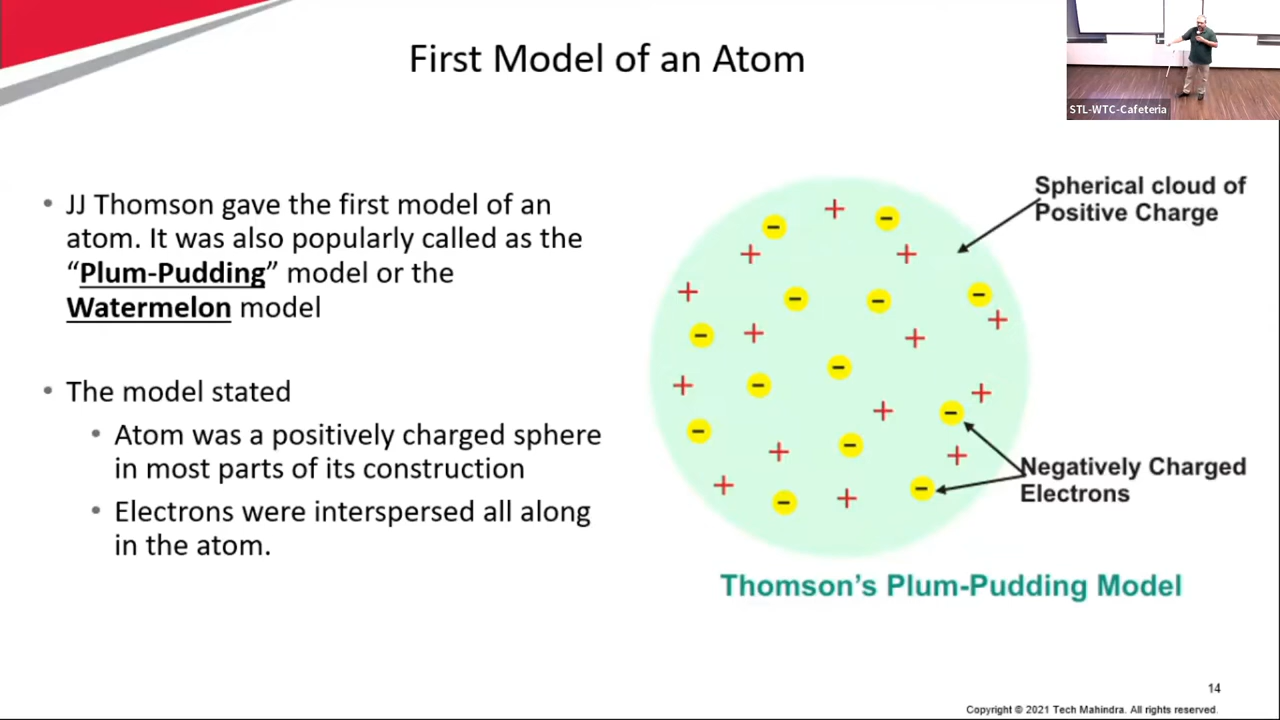 First Model of an Atom
STL-WTC-Cafeteria
• JJ Thomson gave the first model of an
atom. It was also popularly called as the
“Plum-Pudding” model or the
Watermelon model
• The model stated
• Atom was a positively charged sphere
in most parts of its construction
• Electrons were interspersed all along
in the atom.
Spherical cloud of
Positive Charge
Negatively Charged
Electrons
Thomson’s Plum-Pudding Model
14
Copyright © 2021 Tech Mahindra. All rights reserved.